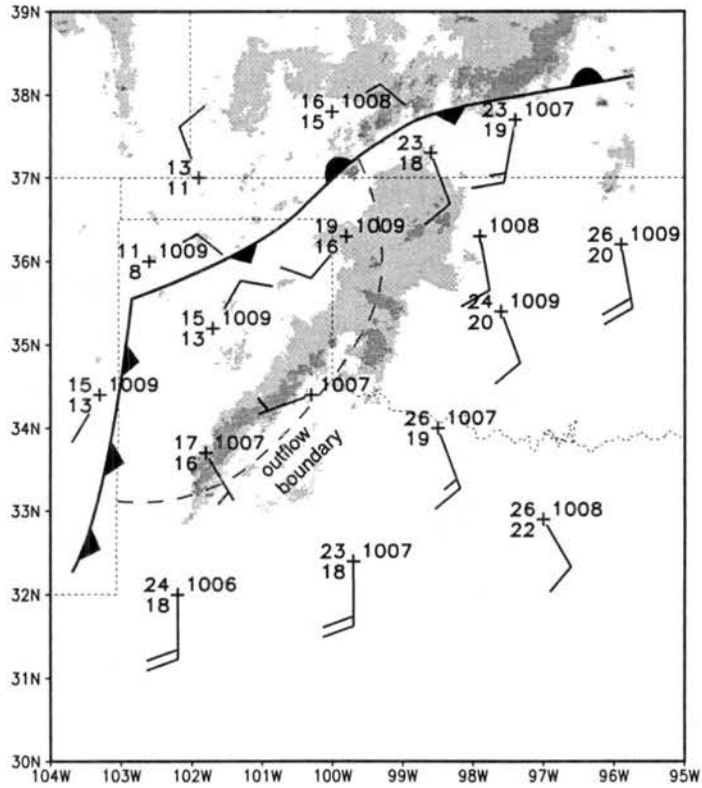 39N
38N
37N
36N
35N
34N
33N
32N
31N
30N
104W 103W 102W 101W 100W 99W 98W 97W 96W 95W
16 1008
15
23 1007
19
23
18
13
11
19 1009
16
1008
26 1009
20
11 1009
8
24 1009
20
15 1009
13
15 1009
13
1007
26 1007
19
17 1007
16
outflow
boundary
26 1008
22
23 1007
18
24 1006
18